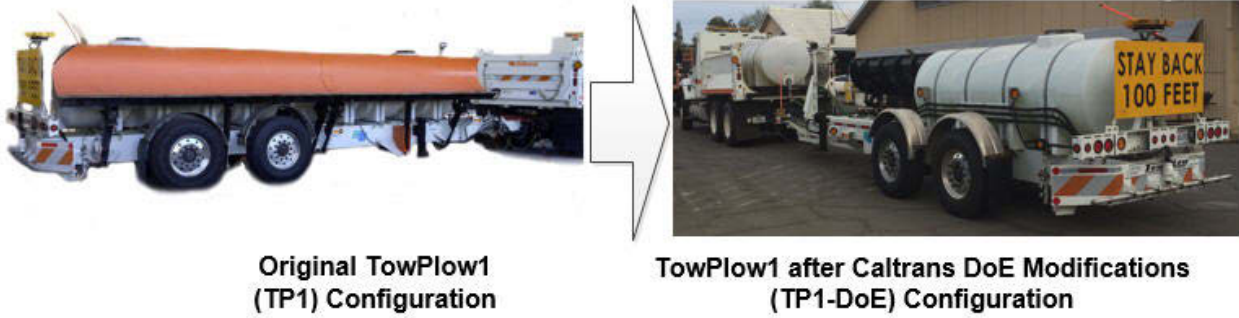 STAY BACK
100 FEET
Original TowPlow1
(TP1) Configuration
TowPlow1 after Caltrans DoE Modifications
(TP1-DoE) Configuration